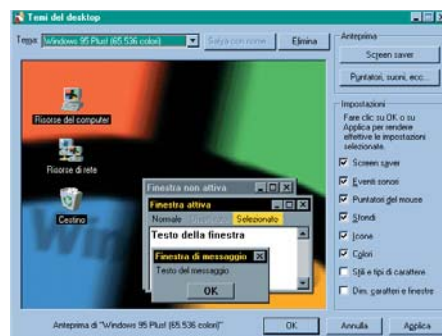 Temi del desktop
Tema: Windows 95 Plus! (65.536 colori)
Salva con nome...
Elimina
Anteprima
Screen saver
Puntatori, suoni, ecc...
Risorse del computer
Risorse di rete
Cestino
Win
Finestra non attiva
Finestra attiva
Normale Disattivato Selezionato
Testo della finestra
Finestra di messaggio
Testo del messaggio
OK
Impostazioni
Fare clic su OK o su
Applica per rendere
effettive le impostazioni
selezionate.
Screen saver
Eventi sonori
Puntatori del mouse
Sfondi
Icone
Colori
Stili e tipi di carattere
Dim. caratteri e finestre
Anteprima di "Windows 95 Plus! (65.536 colori)"
OK
Annulla
Applica